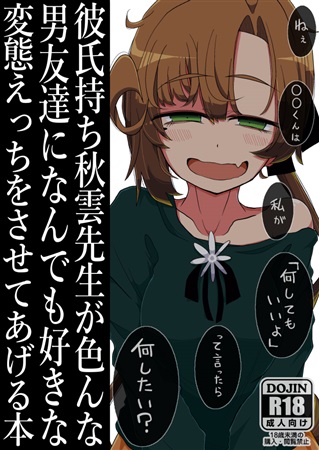 彼氏持ち秋雲先生が色んな
男友達になんでも好きな
変態えっちをさせてあげる本
ねぇ
○○くんは
私が
「何しても
いいよ」
って言ったら
何したい?
DOJIN
R18
成人向け
18歳未満の
購入・閲覧禁止